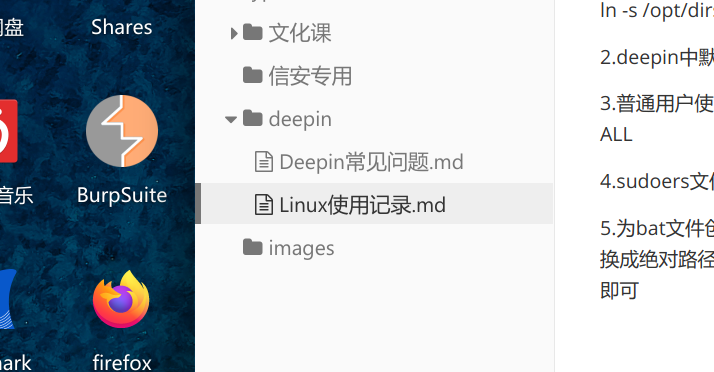 网盘
Shares
音乐
BurpSuite
firefox
文化课
信安专用
deepin
Deepin常见问题.md
Linux使用记录.md
images
ln -s /opt/dir
2.deepin中默
3.普通用户使
ALL
4.sudoers文件
5.为bat文件创
换成绝对路径
即可